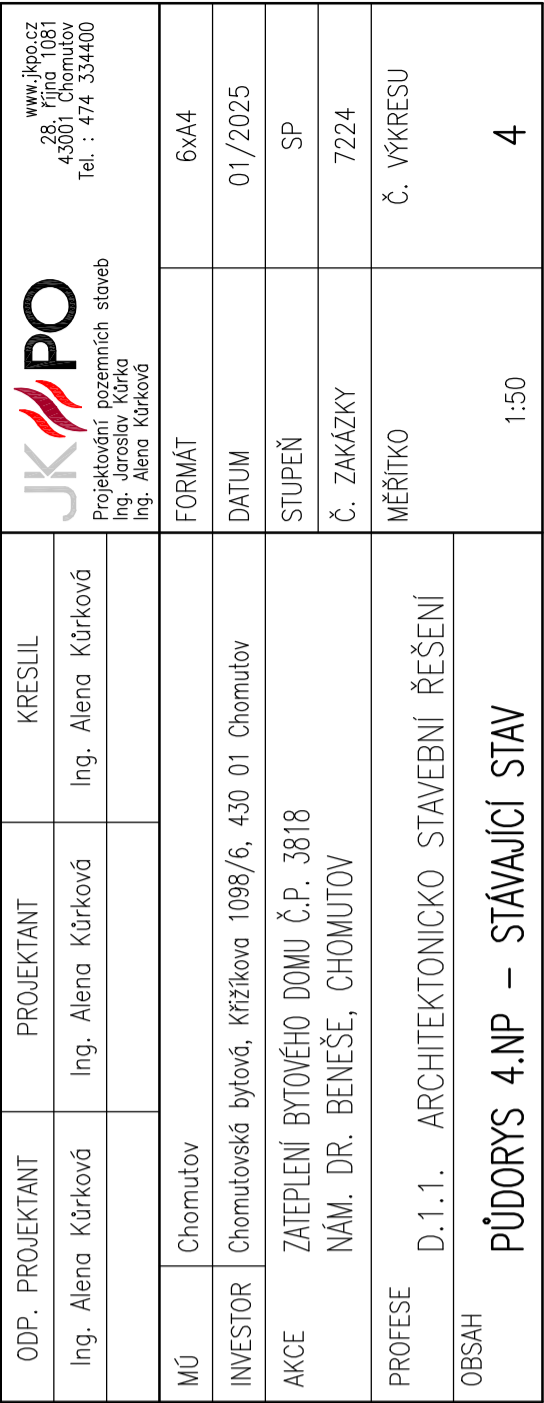 ODP. PROJEKTANT PROJEKTANT KRESLIL
Ing. Alena Kůrková Ing. Alena Kůrková Ing. Alena Kůrková
JK PO
Projektování pozemních staveb
Ing. Jaroslav Kůrka
Ing. Alena Kůrková
www.jkpo.cz
28. října 1081
43001 Chomutov
Tel. : 474 334400
MÚ Chomutov
INVESTOR Chomutovská bytová, Křižíkova 1098/6, 430 01 Chomutov
AKCE ZATEPLENÍ BYTOVÉHO DOMU Č.P. 3818
NÁM. DR. BENEŠE, CHOMUTOV
PROFESE
D.1.1. ARCHITEKTONICKO STAVEBNÍ ŘEŠENÍ
OBSAH
PŮDORYS 4.NP – STÁVAJÍCÍ STAV
FORMÁT 6xA4
DATUM 01/2025
STUPEŇ SP
Č. ZAKÁZKY 7224
MĚŘÍTKO Č. VÝKRESU
1:50 4